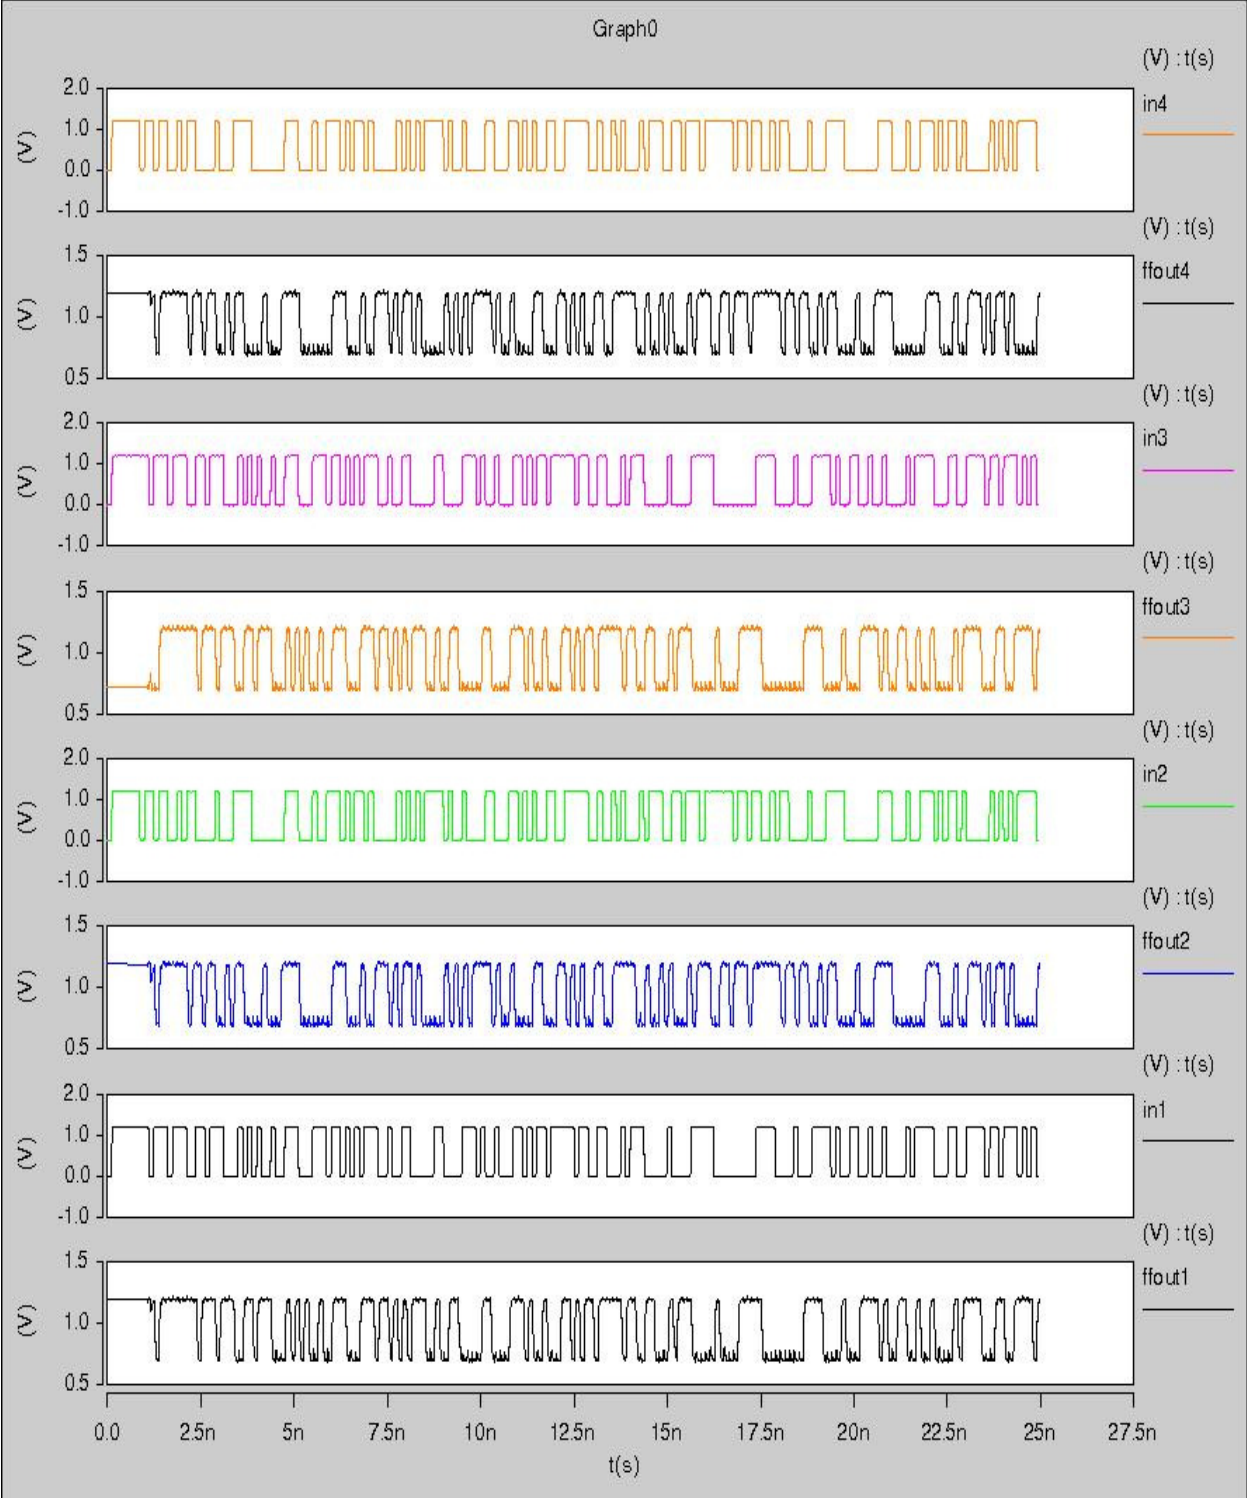 Graph0
(V) : t(s)
in4
2.0
1.0
0.0
-1.0
(V)
(V) : t(s)
ffout4
1.5
1.0
0.5
(V)
(V) : t(s)
in3
2.0
1.0
0.0
-1.0
(V)
(V) : t(s)
ffout3
1.5
1.0
0.5
(V)
(V) : t(s)
in2
2.0
1.0
0.0
-1.0
(V)
(V) : t(s)
ffout2
1.5
1.0
0.5
(V)
(V) : t(s)
in1
2.0
1.0
0.0
-1.0
(V)
(V) : t(s)
ffout1
1.5
1.0
0.5
(V)
0.0 2.5n 5n 7.5n 10n 12.5n 15n 17.5n 20n 22.5n 25n 27.5n
t(s)